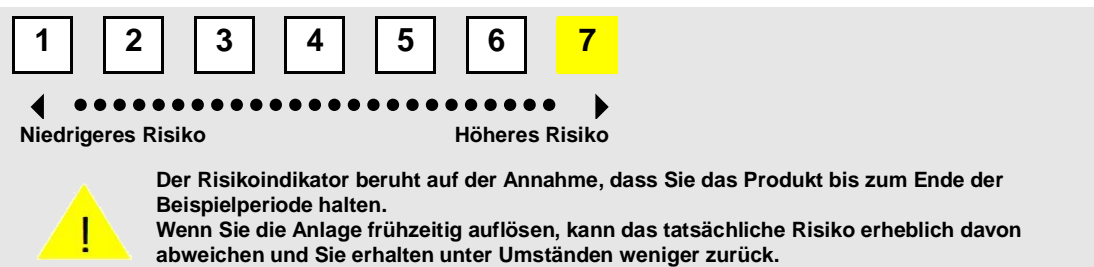 1 2 3 4 5 6 7
Niedrigeres Risiko Höheres Risiko
Der Risikoindikator beruht auf der Annahme, dass Sie das Produkt bis zum Ende der
Beispielperiode halten.
Wenn Sie die Anlage frühzeitig auflösen, kann das tatsächliche Risiko erheblich davon
abweichen und Sie erhalten unter Umständen weniger zurück.
!